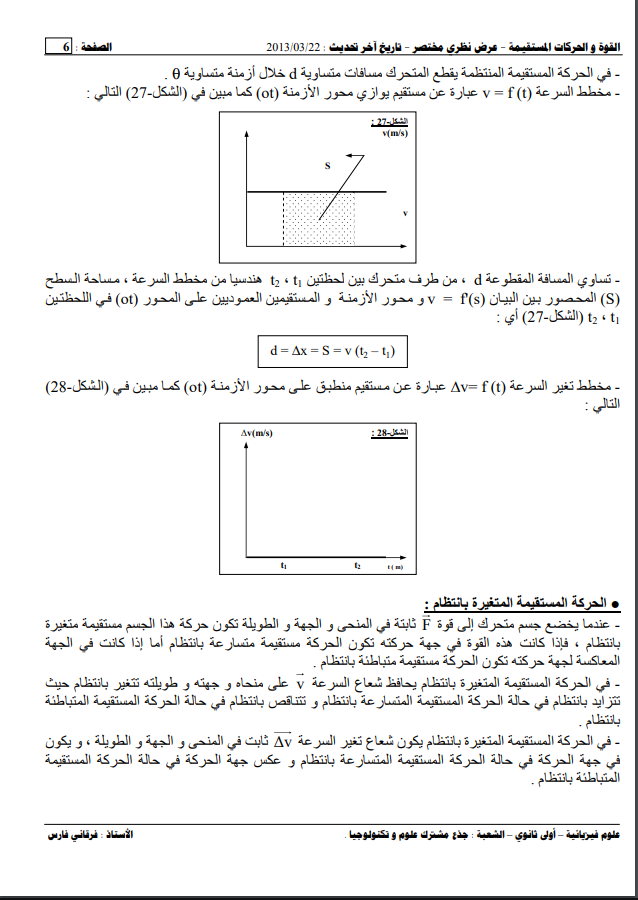 القوة و الحركات المستقيمة – عرض نظري مختصر – تاريخ آخر تحديث : 2013/03/22 الصفحة : 6
- في الحركة المستقيمة المنتظمة يقطع المتحرك مسافات متساوية d خلال أزمنة متساوية θ .
- مخطط السرعة v = f (t) عبارة عن مستقيم يوازي محور الأزمنة (ot) كما مبين في (الشكل-27) التالي :
الشكل-27 :
v(m/s)
S
v
- تساوي المسافة المقطوعة d ، من طرف متحرك بين لحظتين t1 ، t2 هندسيا من مخطط السرعة ، مساحة السطح
(S) المحصور بين البيان v = f'(s) و محور الأزمنة و المستقيمين العموديين على المحور (ot) في اللحظتين
t1 ، t2 (الشكل-27) أي :
d = Δx = S = v (t2 – t1)
- مخطط تغير السرعة Δv= f (t) عبارة عن مستقيم منطبق على محور الأزمنة (ot) كما مبين في (الشكل-28)
التالي :
الشكل-28 :
Δv(m/s)
t1 t2 t ( m)
● الحركة المستقيمة المتغيرة بانتظام :
- عندما يخضع جسم متحرك إلى قوة F ثابتة في المنحى و الجهة و الطويلة تكون حركة هذا الجسم مستقيمة متغيرة
بانتظام ، فإذا كانت هذه القوة في جهة حركته تكون الحركة مستقيمة متسارعة بانتظام أما إذا كانت في الجهة
المعاكسة لجهة حركته تكون الحركة مستقيمة متباطئة بانتظام .
- في الحركة المستقيمة المتغيرة بانتظام يحافظ شعاع السرعة v على منحاه و جهته و طويلته تتغير بانتظام حيث
تتزايد بانتظام في حالة الحركة المستقيمة المتسارعة بانتظام و تتناقص بانتظام في حالة الحركة المستقيمة المتباطئة
بانتظام .
- في الحركة المستقيمة المتغيرة بانتظام يكون شعاع تغير السرعة Δv ثابت في المنحى و الجهة و الطويلة ، و يكون
في جهة الحركة في حالة الحركة المستقيمة المتسارعة بانتظام و عكس جهة الحركة في حالة الحركة المستقيمة
المتباطئة بانتظام .
علوم فيزيائية – أولى ثانوي – الشعبة : جذع مشترك علوم و تكنولوجيا . الأستاذ : فرقاني فارس